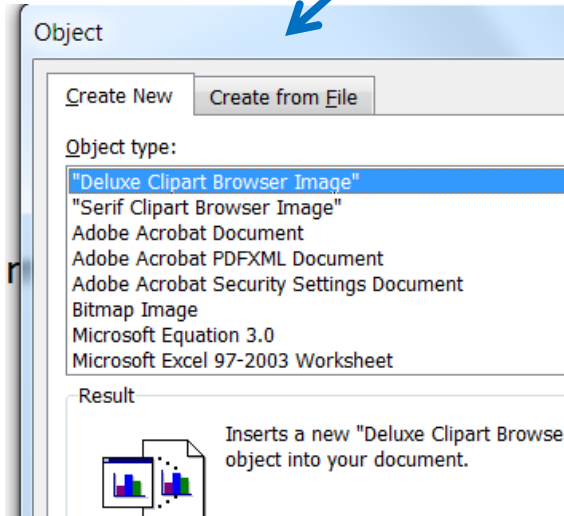 Object
Create New Create from File
Object type:
"Deluxe Clipart Browser Image"
"Serif Clipart Browser Image"
Adobe Acrobat Document
Adobe Acrobat PDFXML Document
Adobe Acrobat Security Settings Document
Bitmap Image
Microsoft Equation 3.0
Microsoft Excel 97-2003 Worksheet
r
Result
Inserts a new "Deluxe Clipart Browse
object into your document.